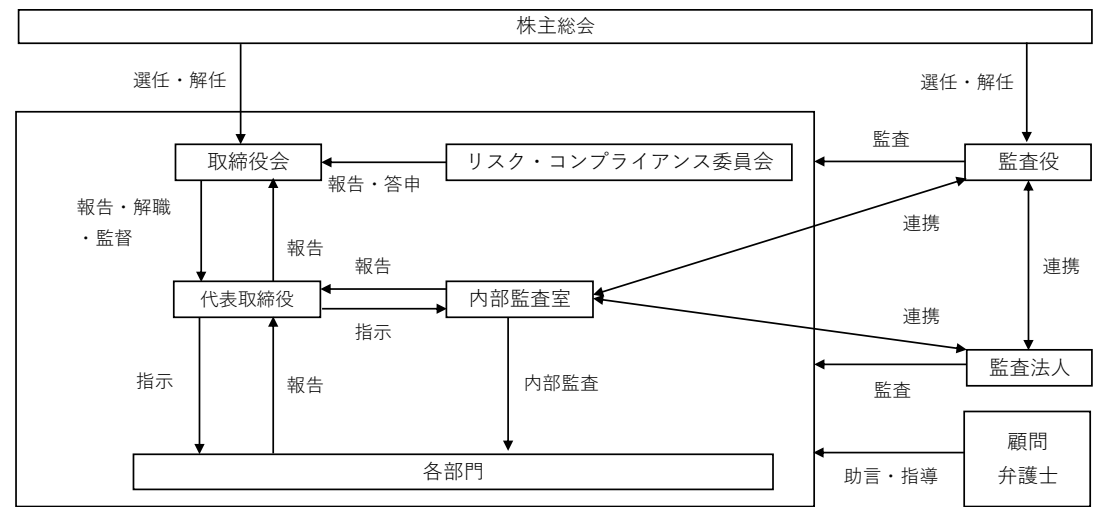 株主総会
選任・解任
選任・解任
取締役会
リスク・コンプライアンス委員会
監査
監査役
報告・答申
報告・解職
・監督
報告
連携
報告
連携
代表取締役
内部監査室
指示
連携
監査法人
指示
報告
内部監査
監査
顧問
弁護士
各部門
助言・指導